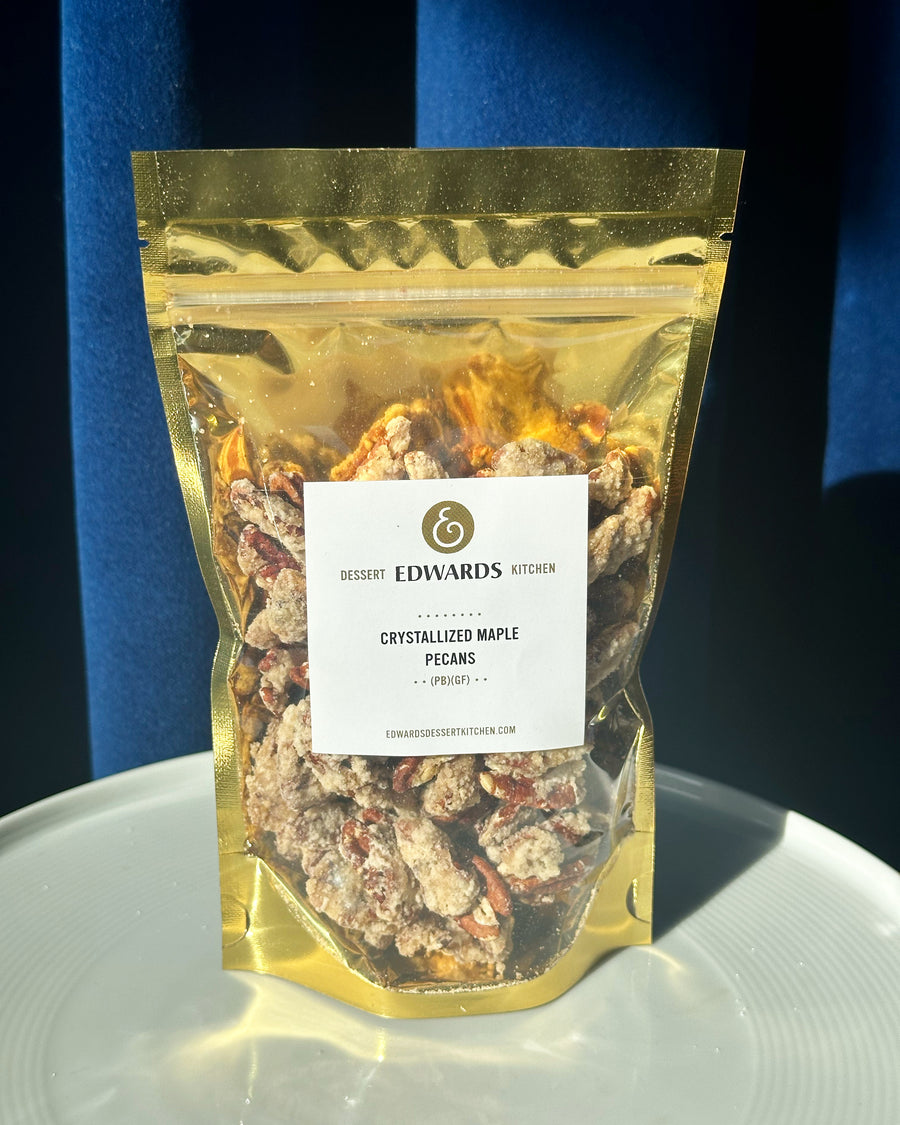 E
DESSERT EDWARDS KITCHEN
CRYSTALLIZED MAPLE
PECANS
(PB)(GF)
EDWARDSDESSERTKITCHEN.COM